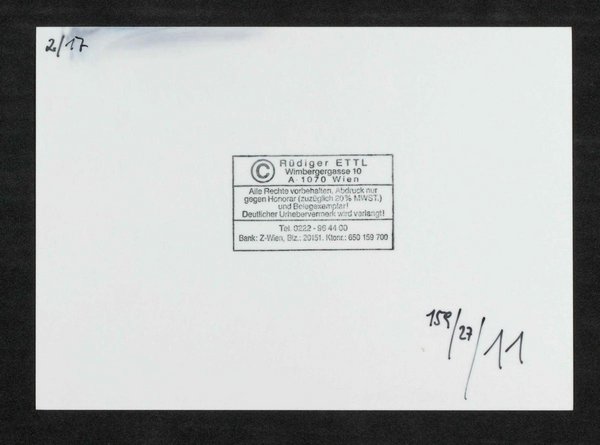 2/17
© Rüdiger ETTL
Wimbergergasse 10
A-1070 Wien
Alle Rechte vorbehalten. Abdruck nur
gegen Honorar (zuzüglich 20% MWST.)
und Belegexemplar!
Deutlicher Urhebervermerk wird verlangt!
Tel. 0222 - 96 44 00
Bank: Z-Wien, Blz.: 20151. Ktonr.: 650 159 700
159/27/11